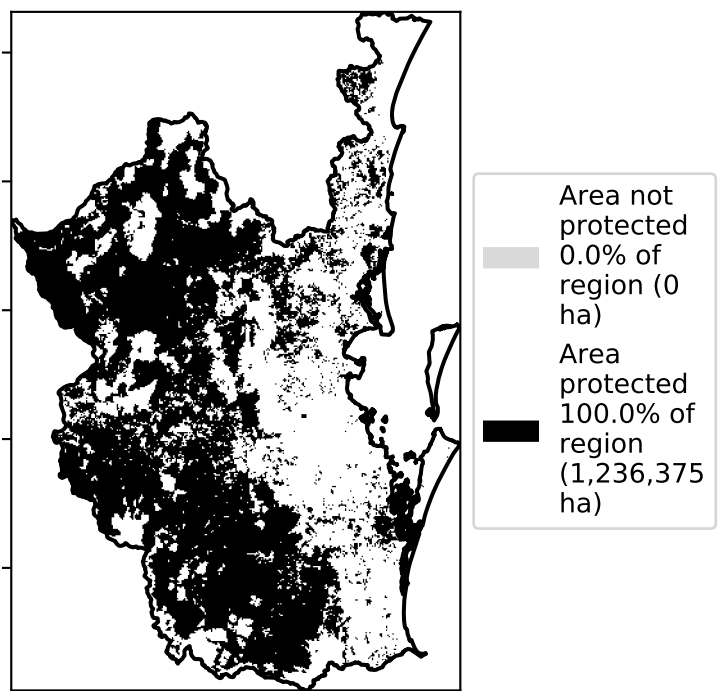 Area not
protected
0.0% of
region (0
ha)
Area
protected
100.0% of
region
(1,236,375
ha)